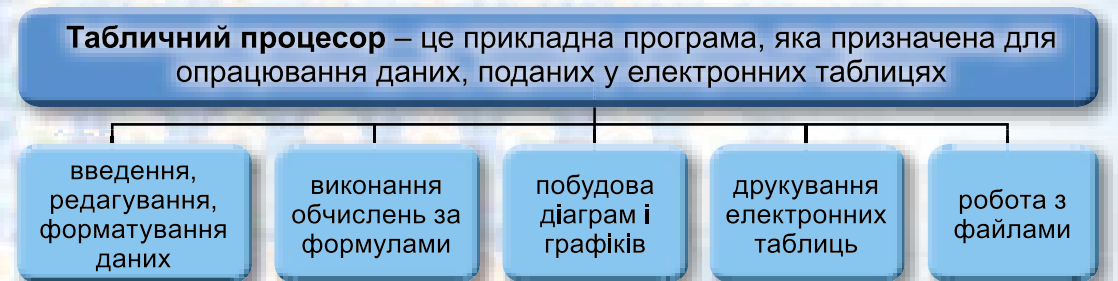 Табличний процесор – це прикладна програма, яка призначена для
опрацювання даних, поданих у електронних таблицях
введення,
редагування,
форматування
даних
виконання
обчислень за
формулами
побудова
діаграм і
графіків
друкування
електронних
таблиць
робота з
файлами